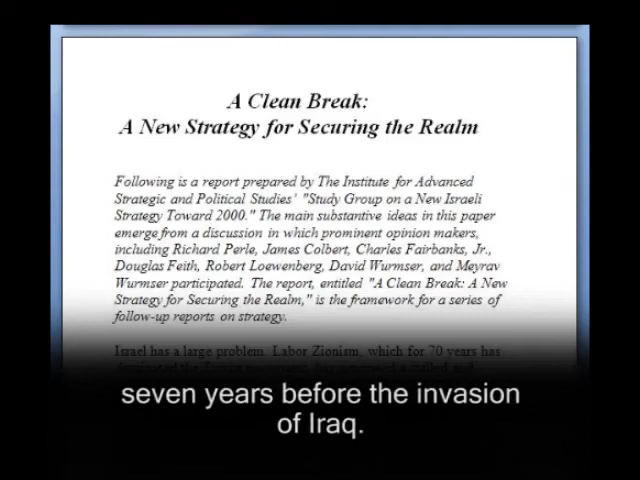 A Clean Break:
A New Strategy for Securing the Realm
Following is a report prepared by The Institute for Advanced
Strategic and Political Studies' "Study Group on a New Israeli
Strategy Toward 2000." The main substantive ideas in this paper
emerge from a discussion in which prominent opinion makers,
including Richard Perle, James Colbert, Charles Fairbanks, Jr.,
Douglas Feith, Robert Loewenberg, David Wurmser, and Meyrav
Wurmser participated. The report, entitled "A Clean Break: A New
Strategy for Securing the Realm," is the framework for a series of
follow-up reports on strategy.
Israel has a large problem. Labor Zionism, which for 70 years has
seven years before the invasion
of Iraq.